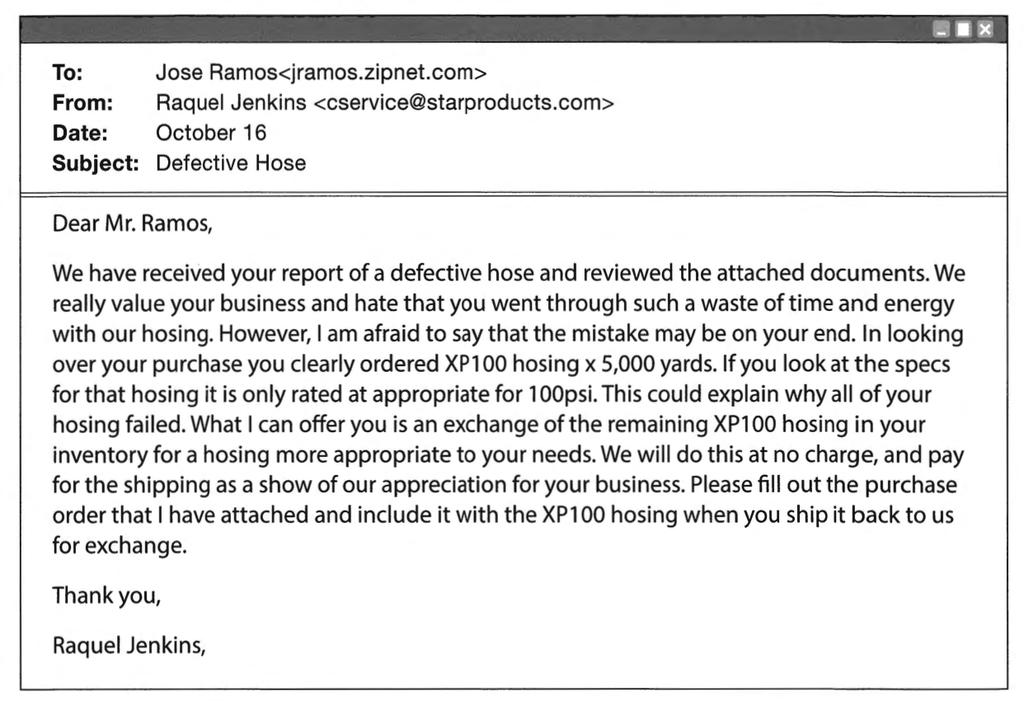 To: Jose Ramos<jramos.zipnet.com>
From: Raquel Jenkins <cservice@starproducts.com>
Date: October 16
Subject: Defective Hose
Dear Mr. Ramos,
We have received your report of a defective hose and reviewed the attached documents. We
really value your business and hate that you went through such a waste of time and energy
with our hosing. However, I am afraid to say that the mistake may be on your end. In looking
over your purchase you clearly ordered XP100 hosing x 5,000 yards. If you look at the specs
for that hosing it is only rated at appropriate for 100psi. This could explain why all of your
hosing failed. What I can offer you is an exchange of the remaining XP100 hosing in your
inventory for a hosing more appropriate to your needs. We will do this at no charge, and pay
for the shipping as a show of our appreciation for your business. Please fill out the purchase
order that I have attached and include it with the XP100 hosing when you ship it back to us
for exchange.
Thank you,
Raquel Jenkins,